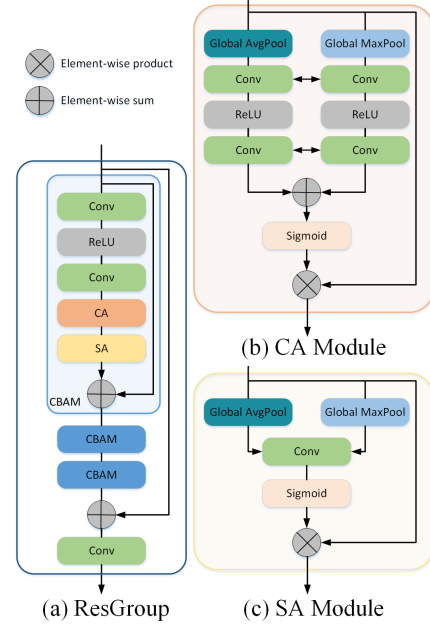 Element-wise product
Element-wise sum
Conv
ReLU
Conv
CA
SA
CBAM
CBAM
CBAM
Conv
(a) ResGroup
Global AvgPool
Global MaxPool
Conv
Conv
ReLU
ReLU
Conv
Conv
Sigmoid
(b) CA Module
Global AvgPool
Global MaxPool
Conv
Sigmoid
(c) SA Module